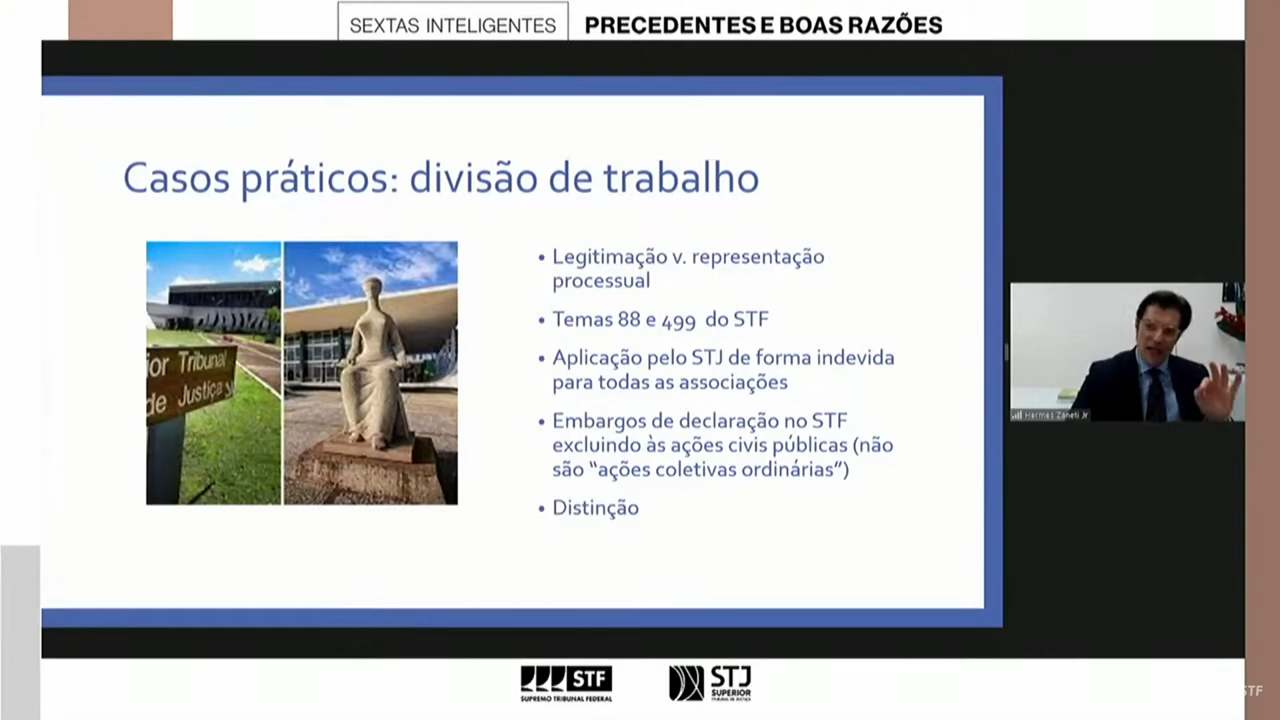 SEXTAS INTELIGENTES PRECEDENTES E BOAS RAZÕES
Casos práticos: divisão de trabalho
ior Tribunal
de Justiça
• Legitimação v. representação
processual
• Temas 88 e 499 do STF
• Aplicação pelo STJ de forma indevida
para todas as associações
• Embargos de declaração no STF
excluindo às ações civis públicas (não
são “ações coletivas ordinárias”)
• Distinção
Hermes Zaneti Jr
STF
SUPREMO TRIBUNAL FEDERAL
STJ
SUPERIOR
TRIBUNAL DE JUSTIÇA
STF